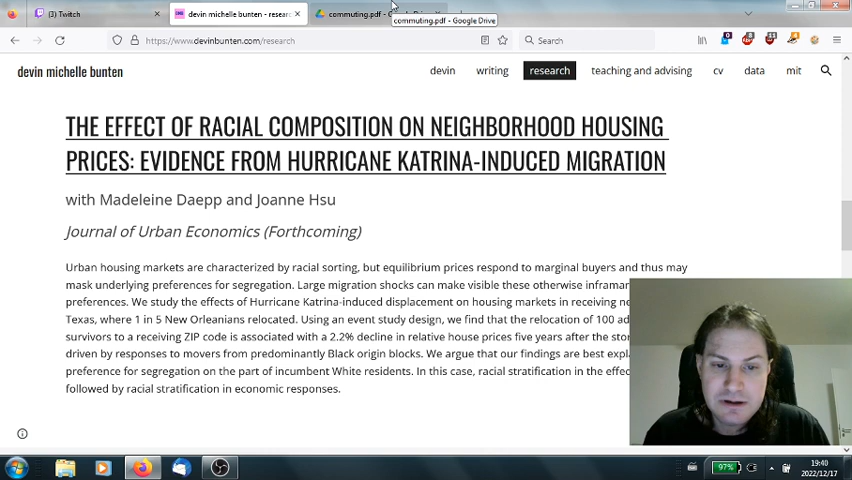 (3) Twitch
devin michelle bunten - researc
commuting.pdf - Google Drive
commuting.pdf - Google Drive
https://www.devinbunten.com/research
Search
devin michelle bunten
devin
writing
research
teaching and advising
cv
data
mit
THE EFFECT OF RACIAL COMPOSITION ON NEIGHBORHOOD HOUSING
PRICES: EVIDENCE FROM HURRICANE KATRINA-INDUCED MIGRATION
with Madeleine Daepp and Joanne Hsu
Journal of Urban Economics (Forthcoming)
Urban housing markets are characterized by racial sorting, but equilibrium prices respond to marginal buyers and thus may
mask underlying preferences for segregation. Large migration shocks can make visible these otherwise inframar
preferences. We study the effects of Hurricane Katrina-induced displacement on housing markets in receiving ne
Texas, where 1 in 5 New Orleanians relocated. Using an event study design, we find that the relocation of 100 ad
survivors to a receiving ZIP code is associated with a 2.2% decline in relative house prices five years after the stor
driven by responses to movers from predominantly Black origin blocks. We argue that our findings are best expla
preference for segregation on the part of incumbent White residents. In this case, racial stratification in the effec
followed by racial stratification in economic responses.
97%
19:40
2022/12/17